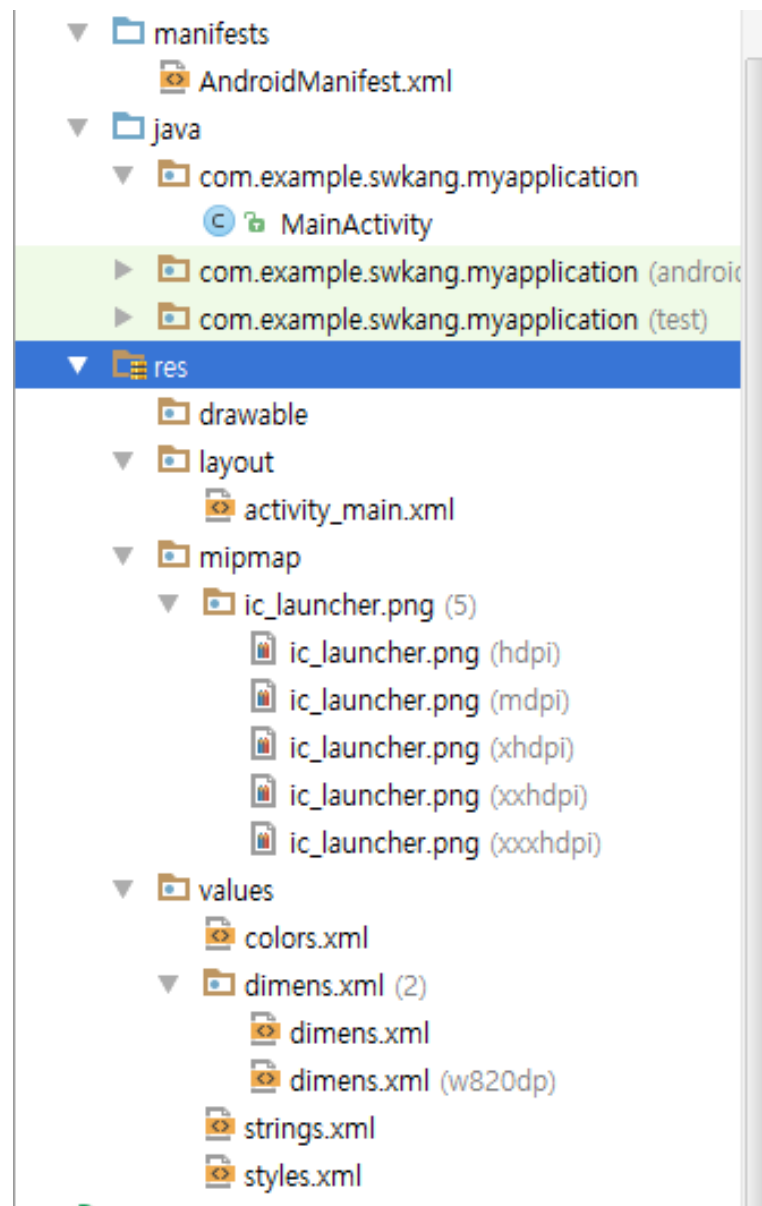 manifests
AndroidManifest.xml
java
com.example.swkang.myapplication
C MainActivity
com.example.swkang.myapplication (android
com.example.swkang.myapplication (test)
res
drawable
layout
activity_main.xml
mipmap
ic_launcher.png (5)
ic_launcher.png (hdpi)
ic_launcher.png (mdpi)
ic_launcher.png (xhdpi)
ic_launcher.png (xxhdpi)
ic_launcher.png (xxxhdpi)
values
colors.xml
dimens.xml (2)
dimens.xml
dimens.xml (w820dp)
strings.xml
styles.xml